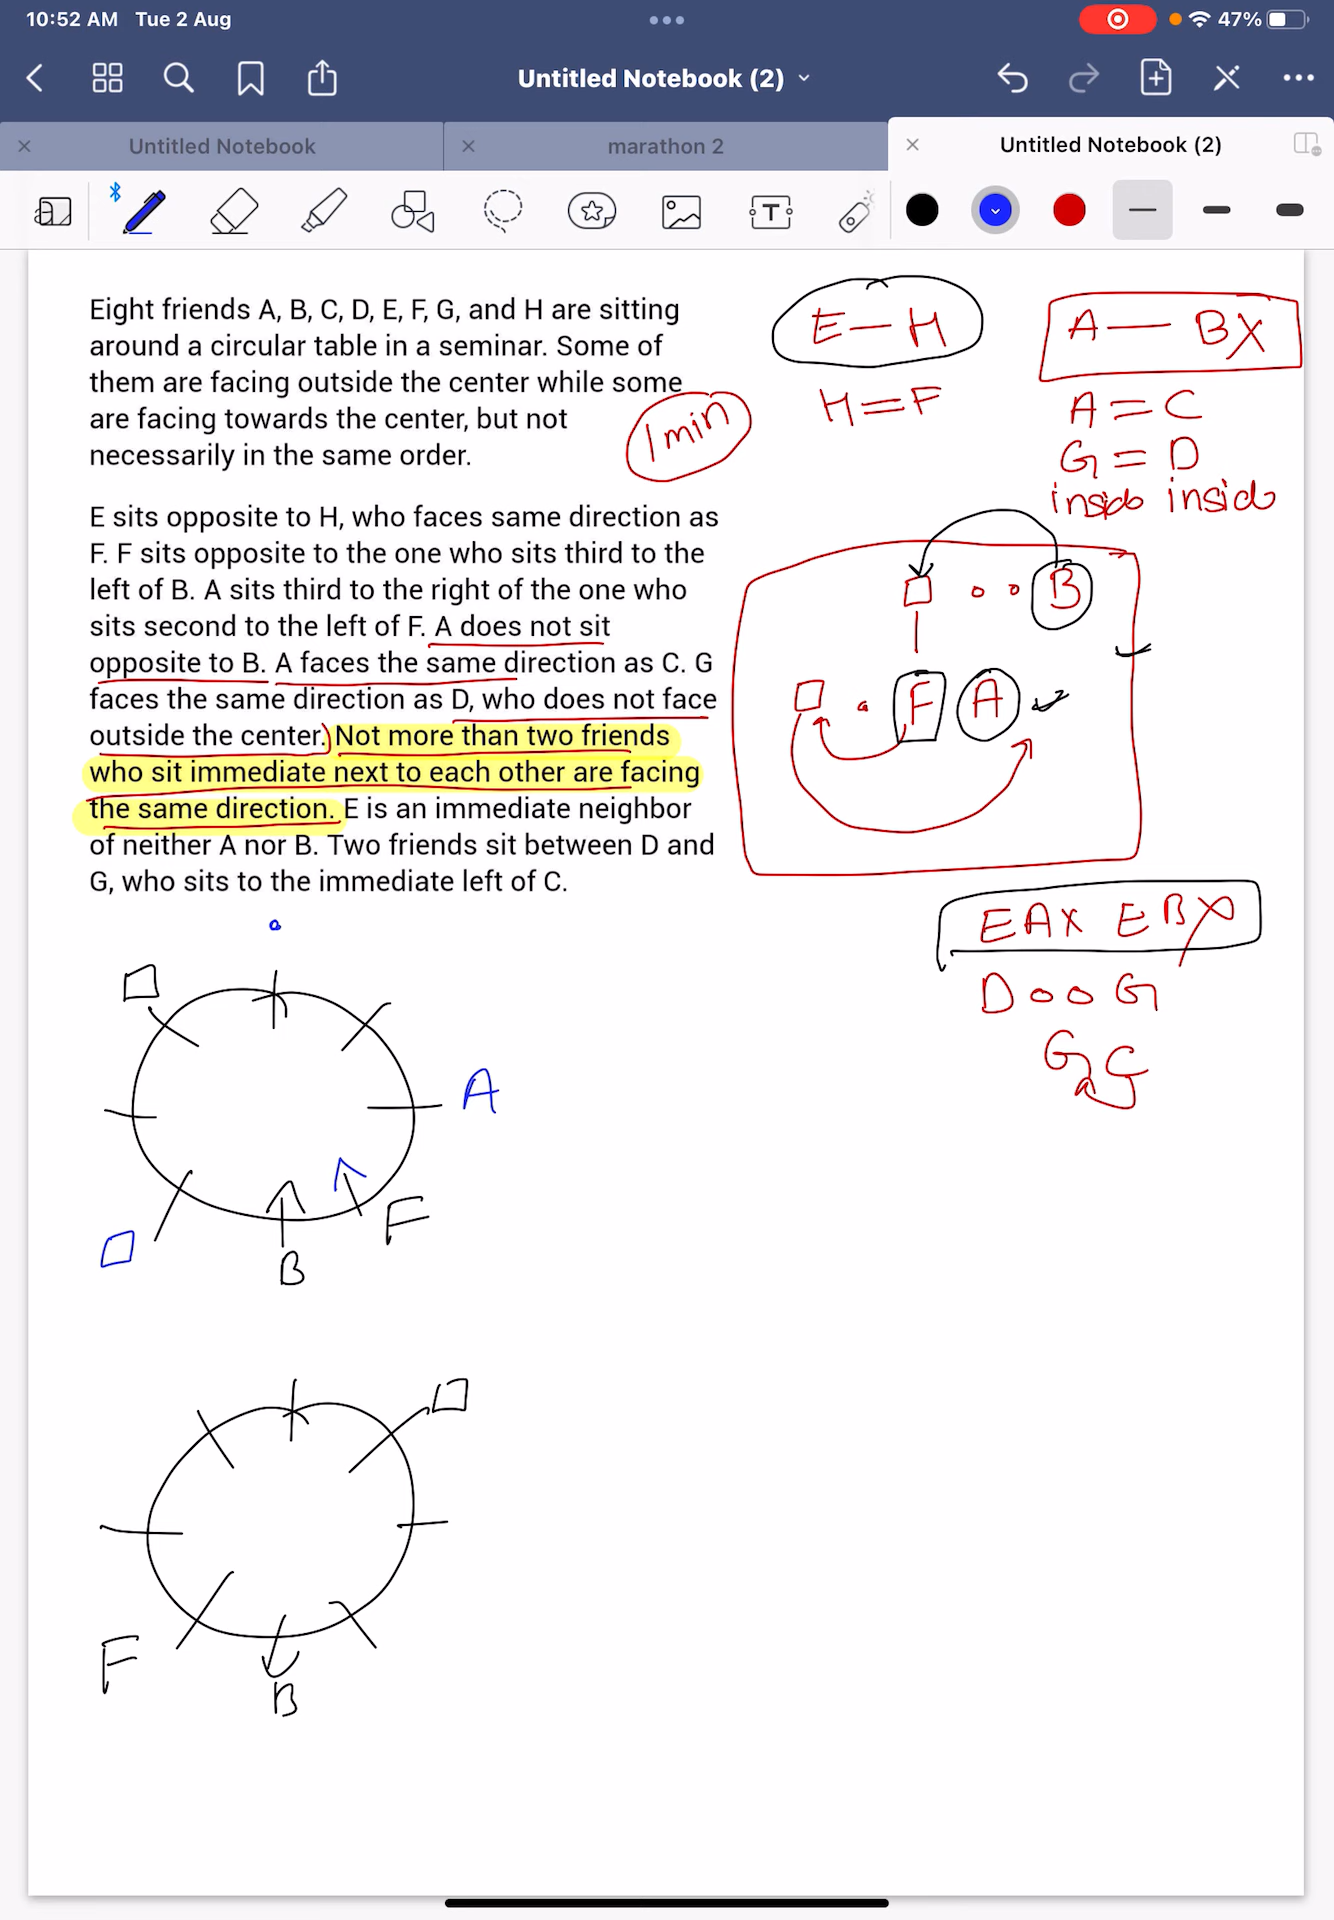 10:52 AM Tue 2 Aug
47%
Untitled Notebook (2)
Untitled Notebook
marathon 2
Untitled Notebook (2)
T
Eight friends A, B, C, D, E, F, G, and H are sitting
around a circular table in a seminar. Some of
them are facing outside the center while some
are facing towards the center, but not
necessarily in the same order.
1 min
E sits opposite to H, who faces same direction as
F. F sits opposite to the one who sits third to the
left of B. A sits third to the right of the one who
sits second to the left of F. A does not sit
opposite to B. A faces the same direction as C. G
faces the same direction as D, who does not face
outside the center. Not more than two friends
who sit immediate next to each other are facing
the same direction. E is an immediate neighbor
of neither A nor B. Two friends sit between D and
G, who sits to the immediate left of C.
E — H
H = F
A — B X
A = C
G = D
inside inside
B
F A
E A X E B X
D o o G
G C
A
F
B
F
B